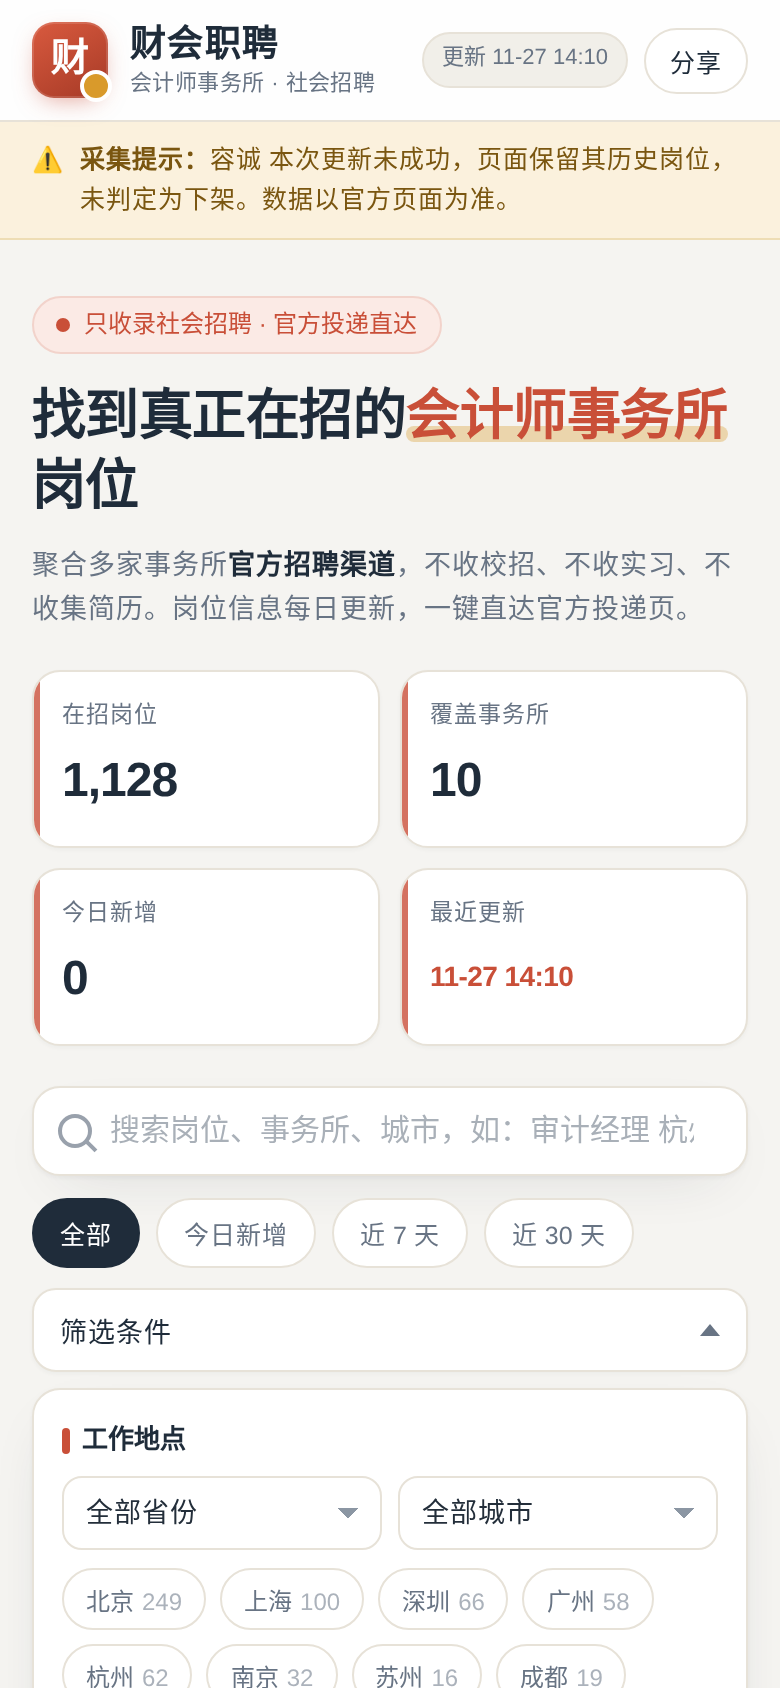 财
财会职聘
会计师事务所 · 社会招聘
更新 11-27 14:10
分享
采集提示：容诚 本次更新未成功，页面保留其历史岗位，
未判定为下架。数据以官方页面为准。
只收录社会招聘 · 官方投递直达
找到真正在招的会计师事务所
岗位
聚合多家事务所官方招聘渠道，不收校招、不收实习、不
收集简历。岗位信息每日更新，一键直达官方投递页。
在招岗位
1,128
覆盖事务所
10
今日新增
0
最近更新
11-27 14:10
搜索岗位、事务所、城市，如：审计经理 杭
全部
今日新增
近 7 天
近 30 天
筛选条件
工作地点
全部省份
全部城市
北京 249
上海 100
深圳 66
广州 58
杭州 62
南京 32
苏州 16
成都 19